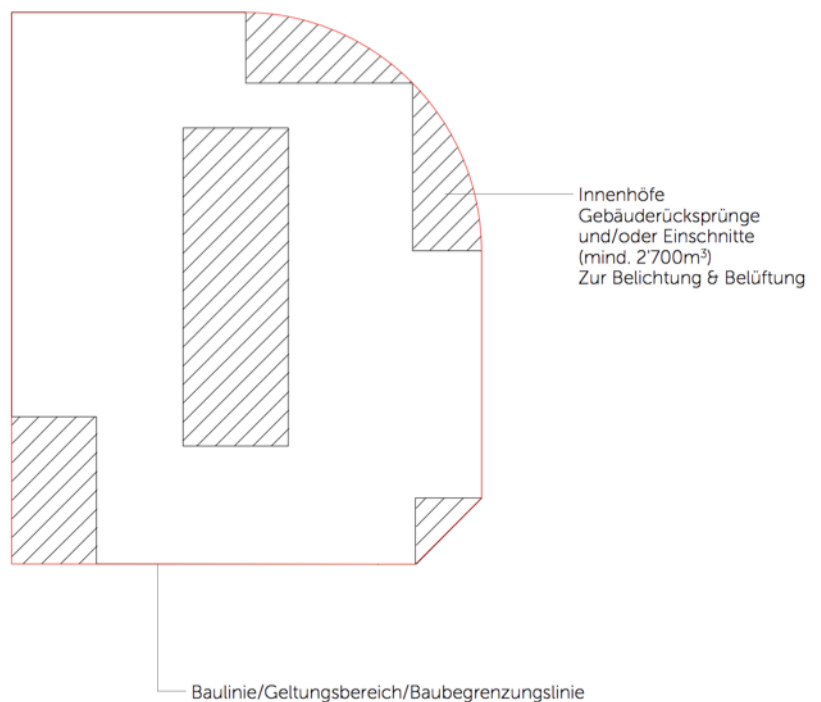 Innenhöfe
Gebäuderücksprünge
und/oder Einschnitte
(mind. 2'700m³)
Zur Belichtung & Belüftung
Baulinie/Geltungsbereich/Baubegrenzungslinie